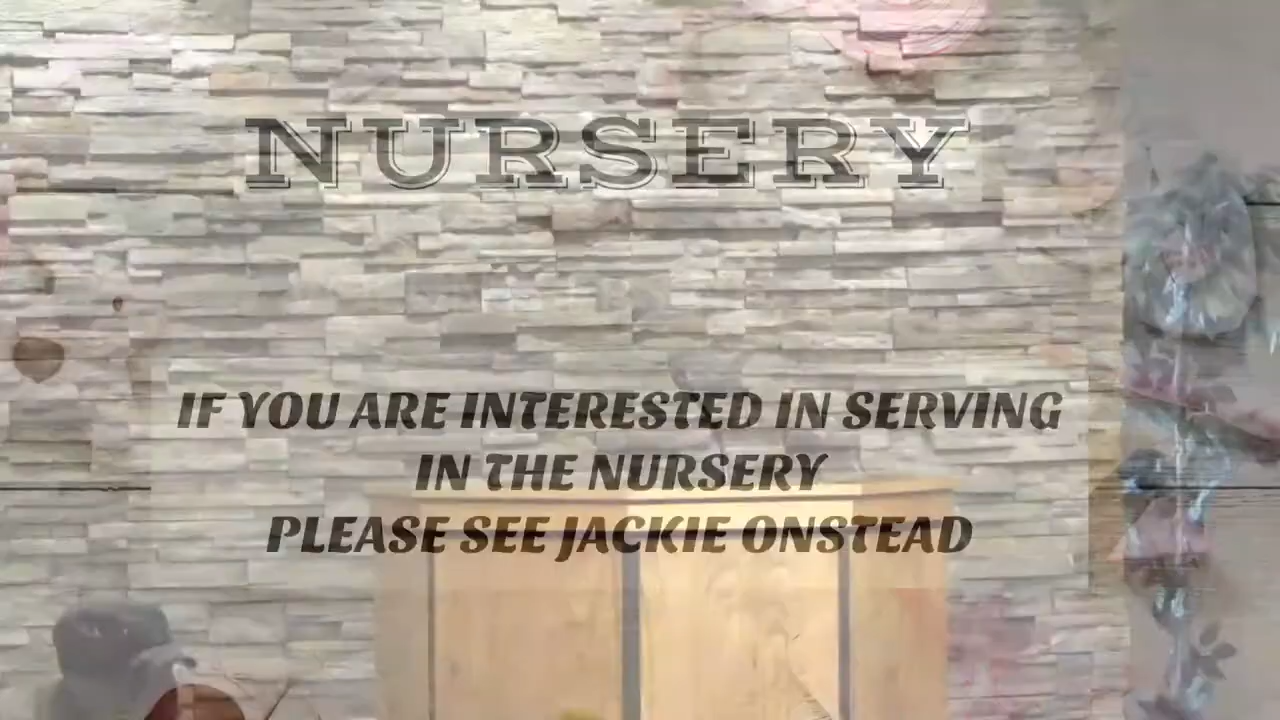 NURSERY
IF YOU ARE INTERESTED IN SERVING
IN THE NURSERY
PLEASE SEE JACKIE ONSTEAD